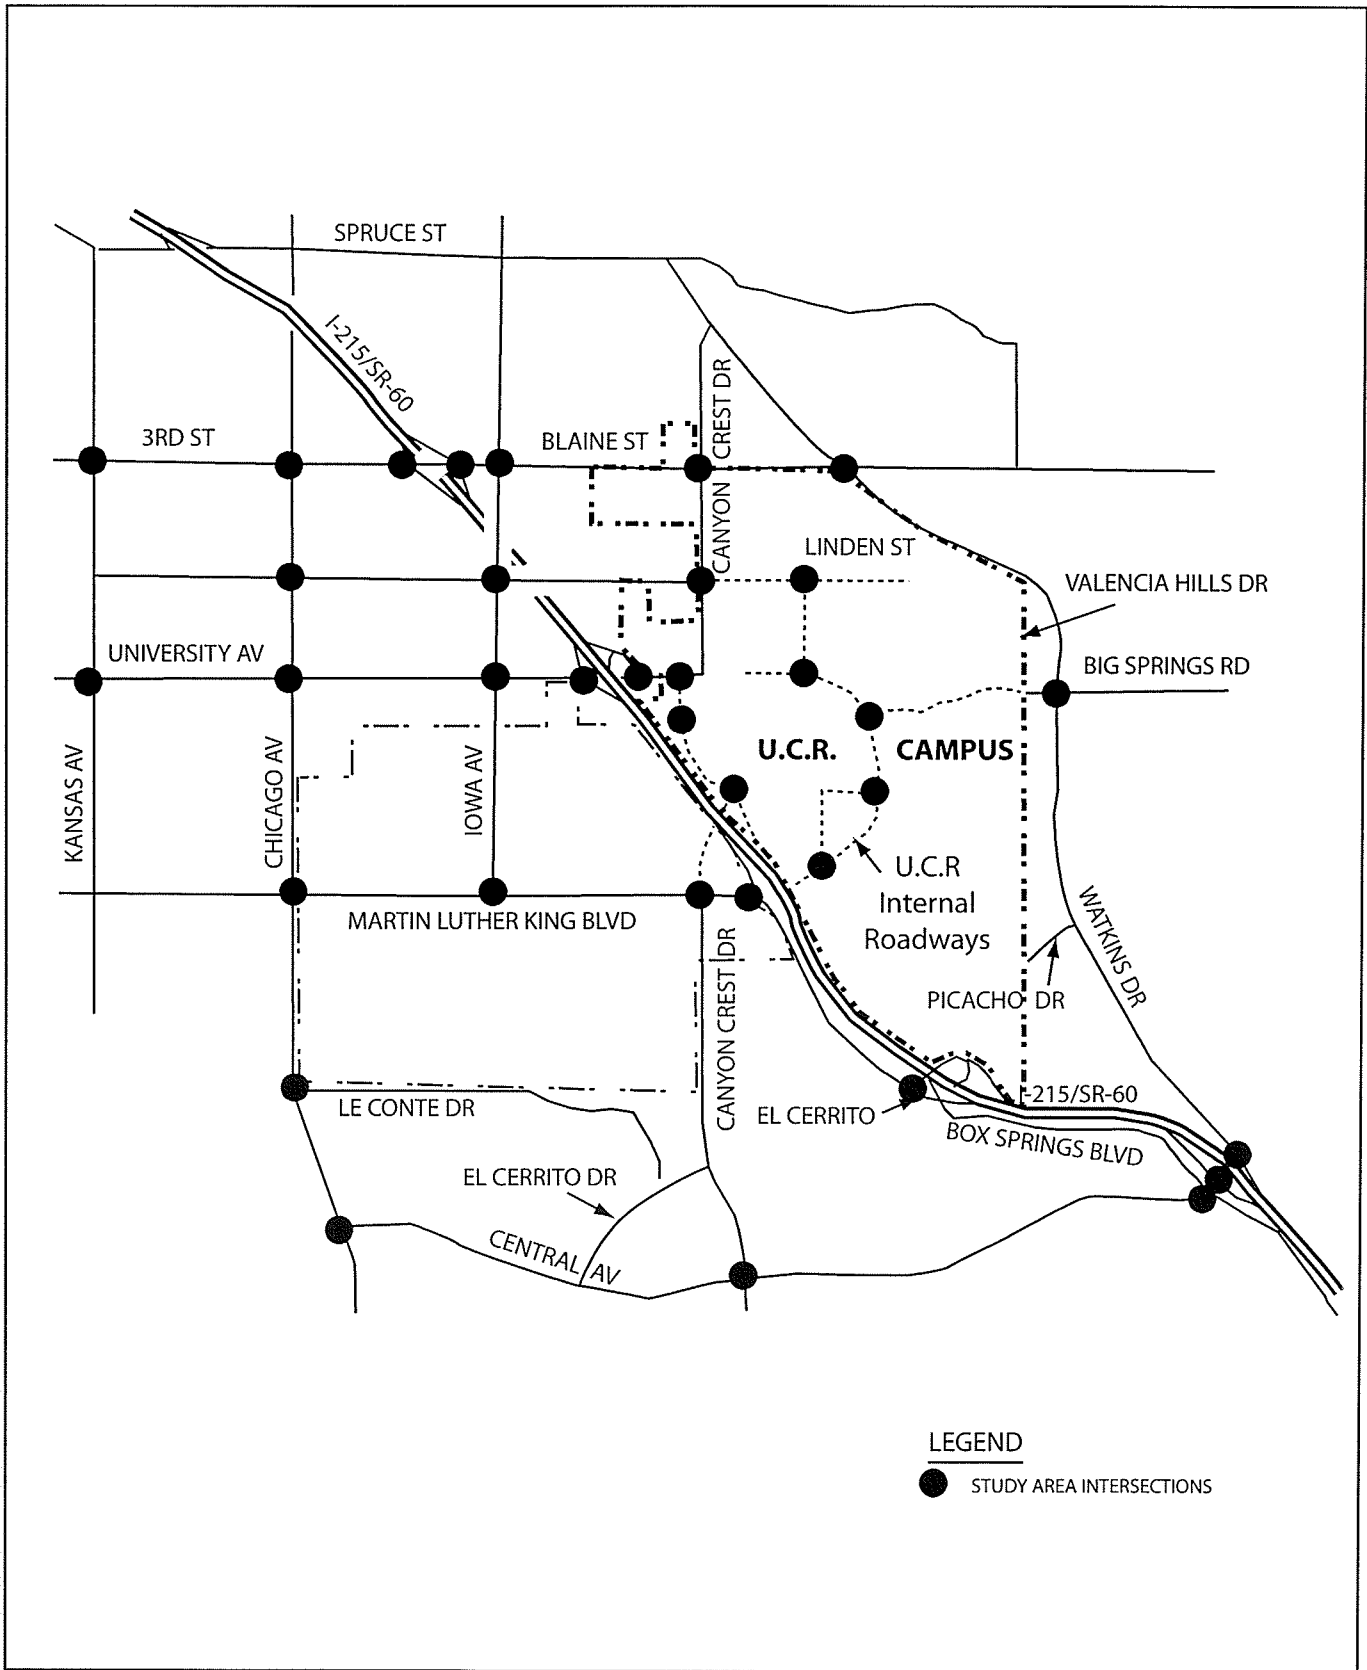 SPRUCE ST
I-215/SR-60
CANYON CREST DR
3RD ST
BLAINE ST
LINDEN ST
VALENCIA HILLS DR
UNIVERSITY AV
BIG SPRINGS RD
KANSAS AV
CHICAGO AV
IOWA AV
U.C.R. CAMPUS
U.C.R
Internal
Roadways
MARTIN LUTHER KING BLVD
WATKINS DR
CANYON CREST DR
PICACHO DR
LE CONTE DR
EL CERRITO
-215/SR-60
BOX SPRINGS BLVD
EL CERRITO DR
CENTRAL AV
LEGEND
STUDY AREA INTERSECTIONS